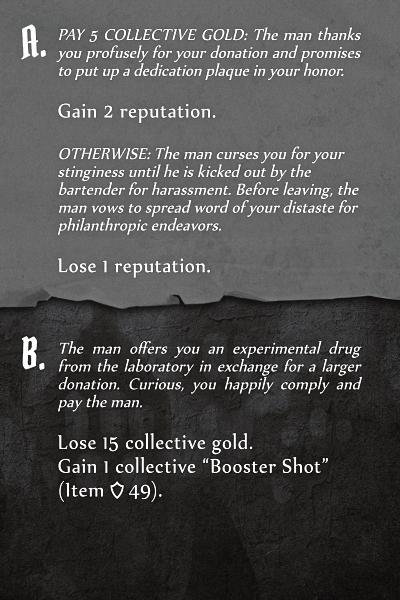 A. PAY 5 COLLECTIVE GOLD: The man thanks
you profusely for your donation and promises
to put up a dedication plaque in your honor.
Gain 2 reputation.
OTHERWISE: The man curses you for your
stinginess until he is kicked out by the
bartender for harassment. Before leaving, the
man vows to spread word of your distaste for
philanthropic endeavors.
Lose 1 reputation.
B. The man offers you an experimental drug
from the laboratory in exchange for a larger
donation. Curious, you happily comply and
pay the man.
Lose 15 collective gold.
Gain 1 collective “Booster Shot”
(Item 49).